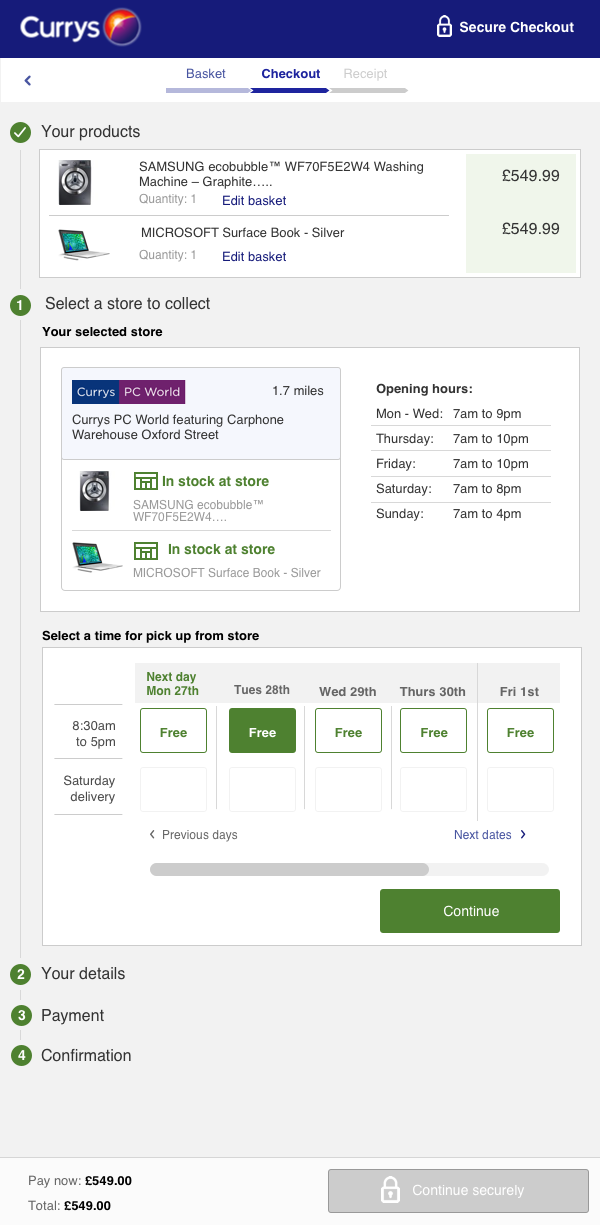 Currys
Secure Checkout
Basket
Checkout
Receipt
Your products
SAMSUNG ecobubble™ WF70F5E2W4 Washing
Machine – Graphite…..
£549.99
Quantity: 1
Edit basket
MICROSOFT Surface Book - Silver
£549.99
Quantity: 1
Edit basket
1
Select a store to collect
Your selected store
Currys PC World
1.7 miles
Currys PC World featuring Carphone
Warehouse Oxford Street
In stock at store
SAMSUNG ecobubble™
WF70F5E2W4….
In stock at store
MICROSOFT Surface Book - Silver
Opening hours:
Mon - Wed: 7am to 9pm
Thursday: 7am to 10pm
Friday: 7am to 10pm
Saturday: 7am to 8pm
Sunday: 7am to 4pm
Select a time for pick up from store
Next day
Mon 27th
Tues 28th
Wed 29th
Thurs 30th
Fri 1st
8:30am
to 5pm
Free
Free
Free
Free
Free
Saturday
delivery
Previous days
Next dates
Continue
2
Your details
3
Payment
4
Confirmation
Pay now: £549.00
Total: £549.00
Continue securely